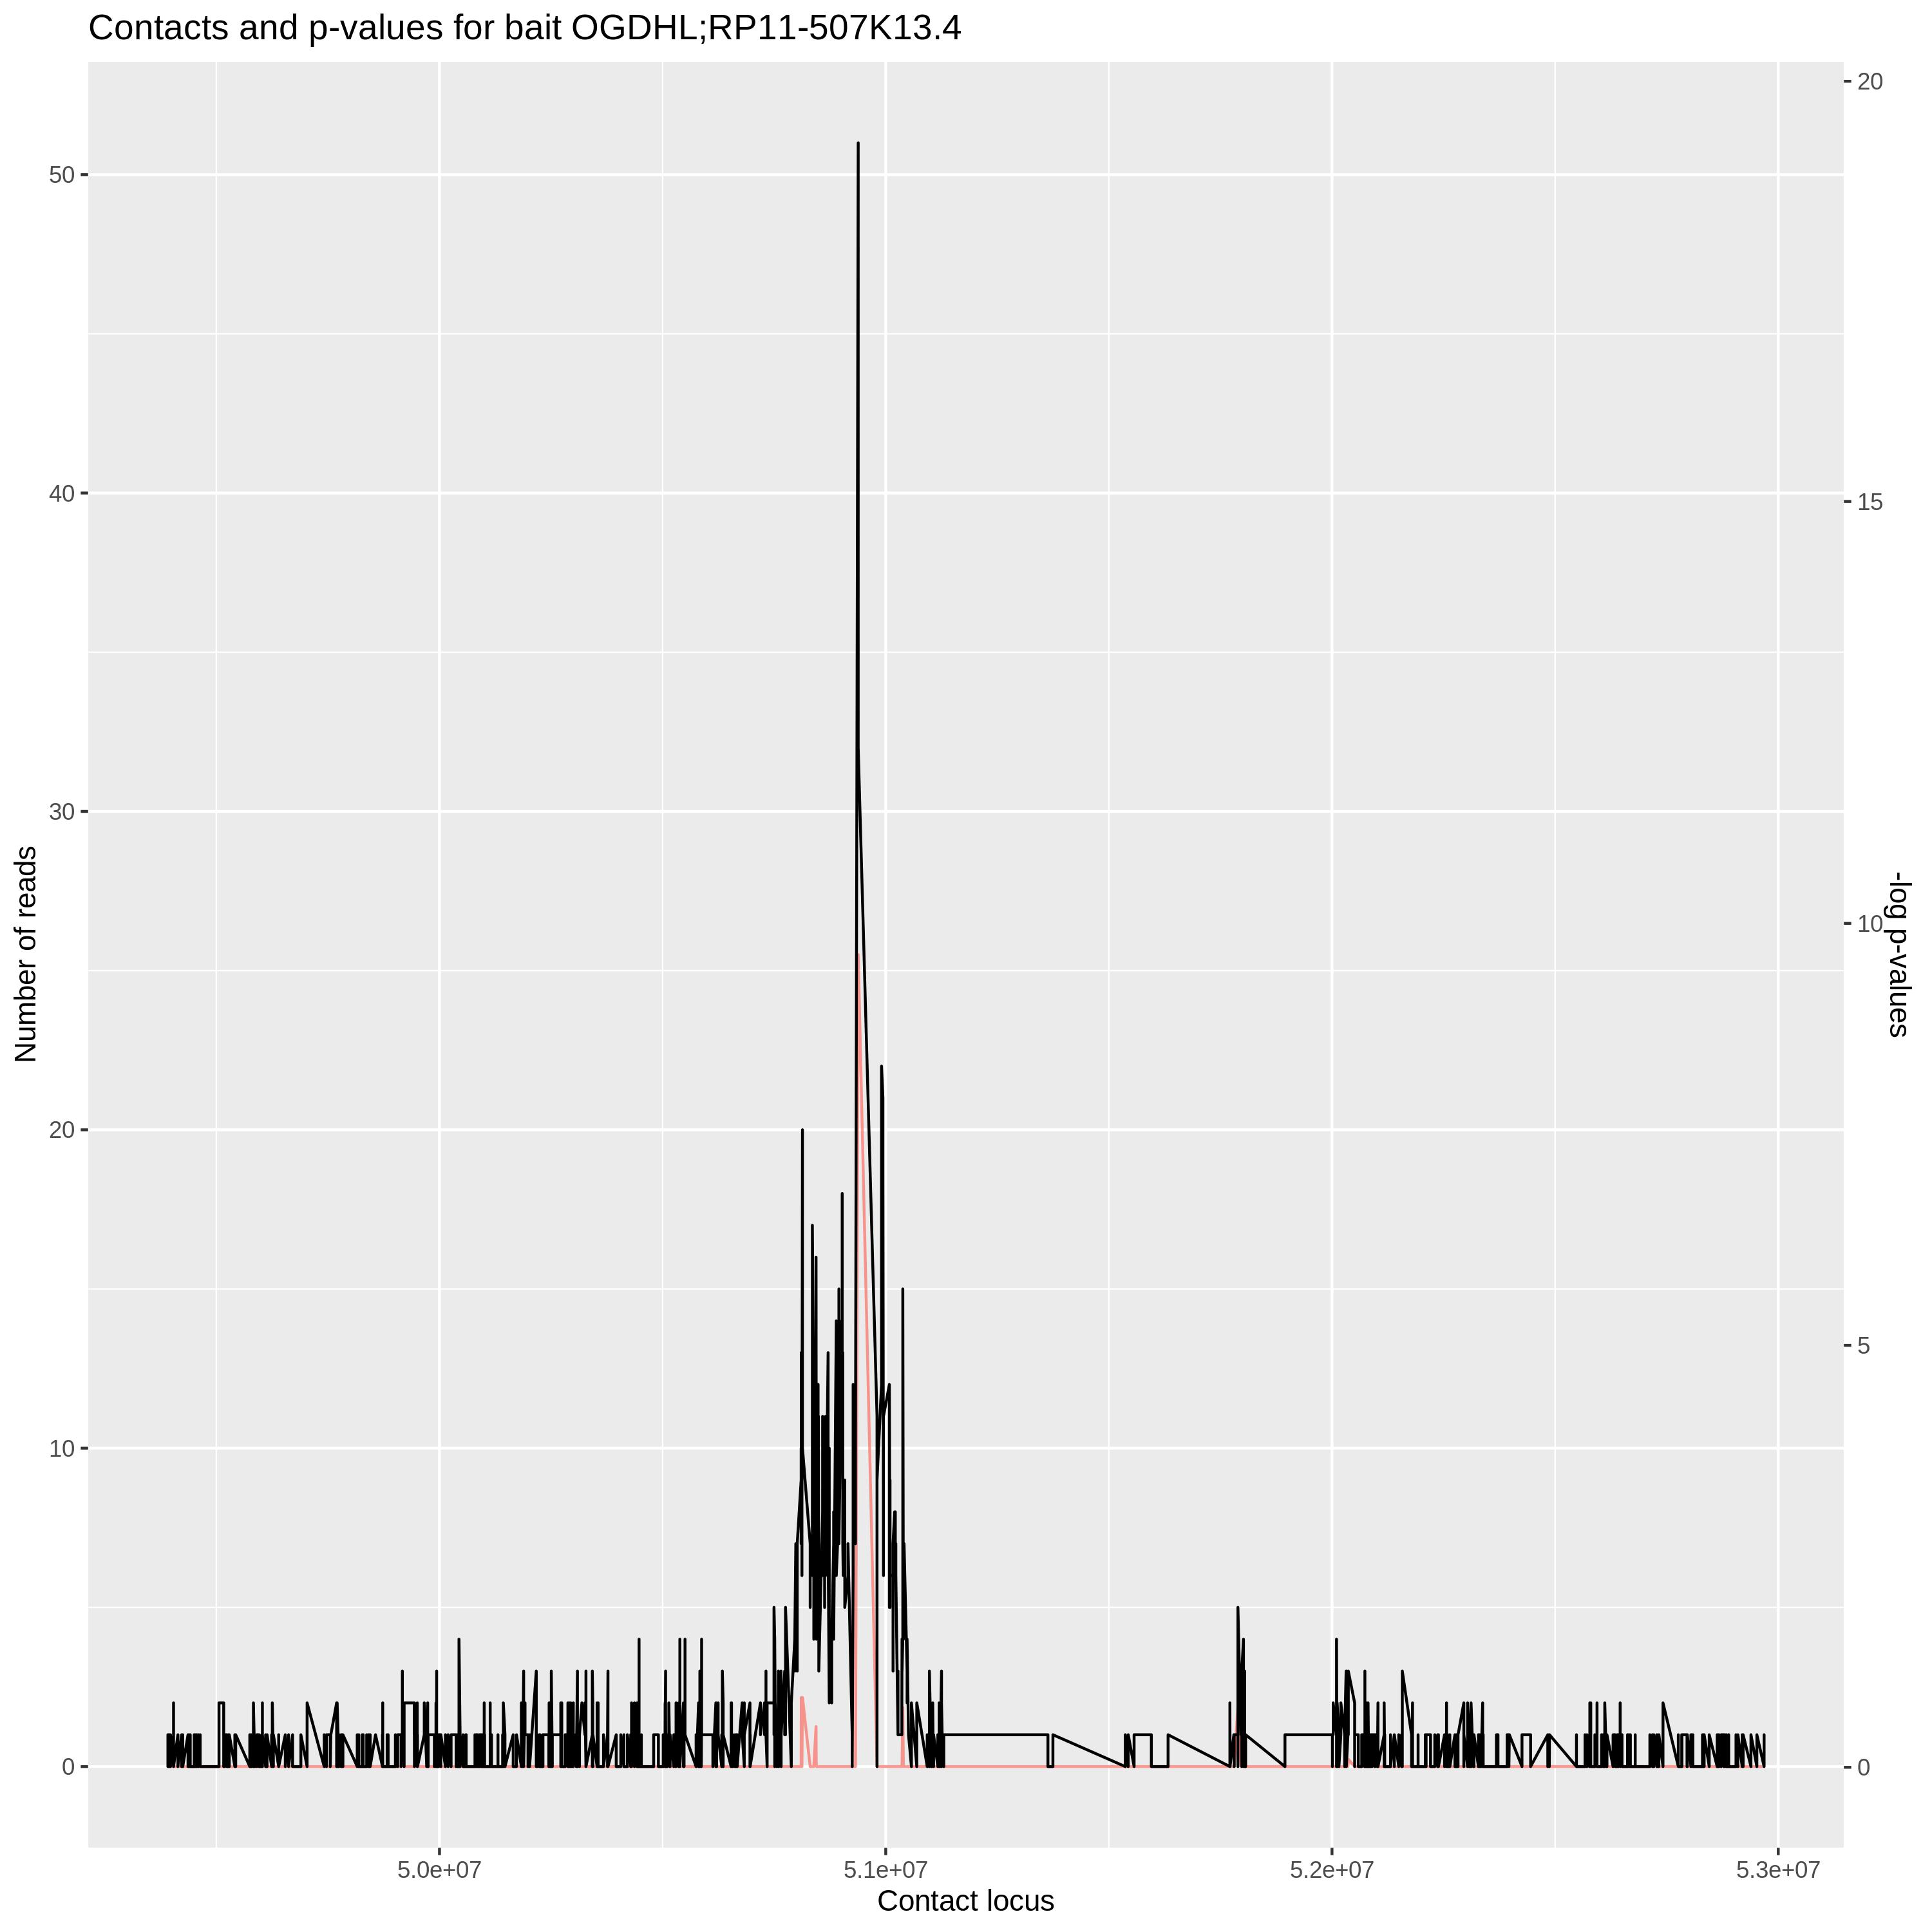 Contacts and p-values for bait OGDHL;RP11-507K13.4
50
40
30
20
10
0
Number of reads
20
15
10
5
0
-log p-values
5.0e+07
5.1e+07
5.2e+07
5.3e+07
Contact locus